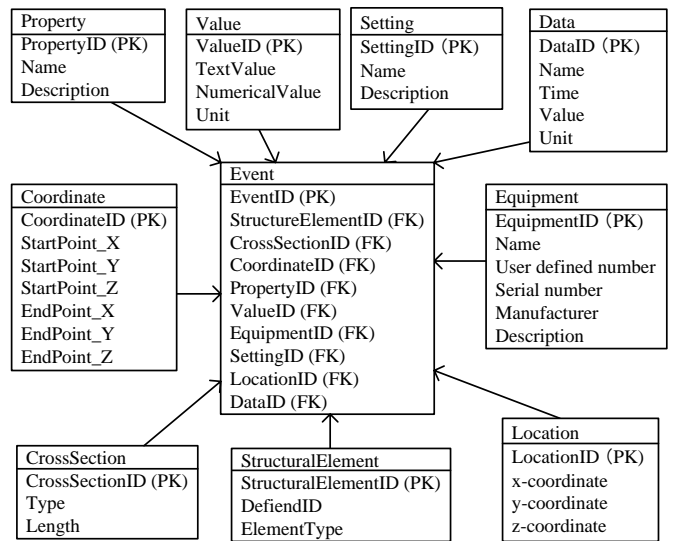 Property
PropertyID (PK)
Name
Description
Value
ValueID (PK)
TextValue
NumericalValue
Unit
Setting
SettingID (PK)
Name
Description
Data
DataID (PK)
Name
Time
Value
Unit
Coordinate
CoordinateID (PK)
StartPoint_X
StartPoint_Y
StartPoint_Z
EndPoint_X
EndPoint_Y
EndPoint_Z
Event
EventID (PK)
StructureElementID (FK)
CrossSectionID (FK)
CoordinateID (FK)
PropertyID (FK)
ValueID (FK)
EquipmentID (FK)
SettingID (FK)
LocationID (FK)
DataID (FK)
Equipment
EquipmentID (PK)
Name
User defined number
Serial number
Manufacturer
Description
CrossSection
CrossSectionID (PK)
Type
Length
StructuralElement
StructuralElementID (PK)
DefiendID
ElementType
Location
LocationID (PK)
x-coordinate
y-coordinate
z-coordinate